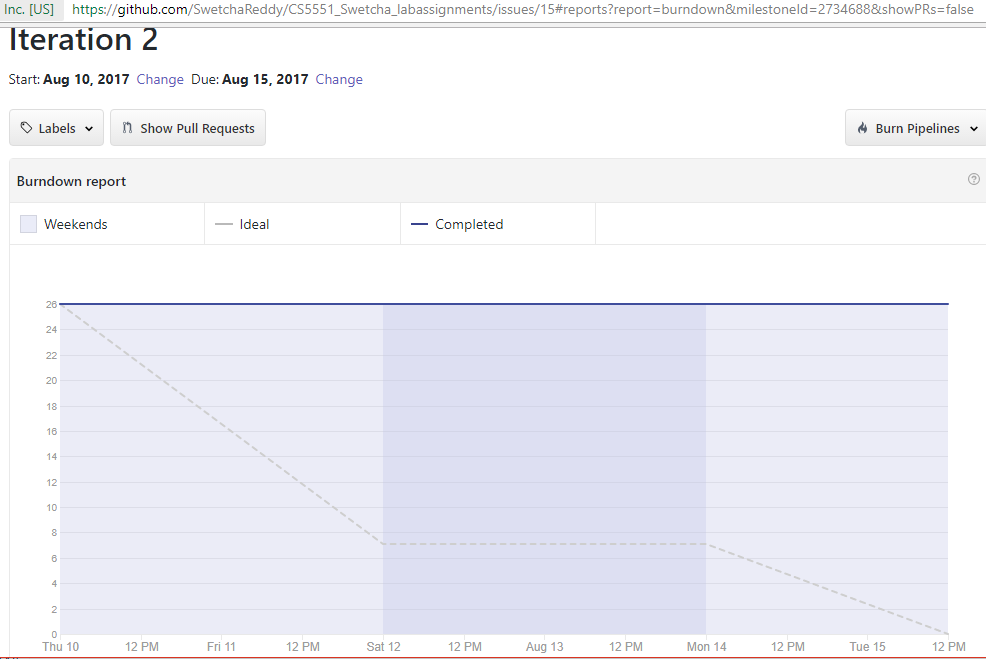 Inc. [US] https://github.com/SwetchaReddy/CS5551_Swetcha_labassignments/issues/15#reports?report=burndown&milestoneId=2734688&showPRs=false
Iteration 2
Start: Aug 10, 2017 Change Due: Aug 15, 2017 Change
Labels Show Pull Requests Burn Pipelines
Burndown report ?
Weekends Ideal Completed
26
24
22
20
18
16
14
12
10
8
6
4
2
0
Thu 10 12 PM Fri 11 12 PM Sat 12 12 PM Aug 13 12 PM Mon 14 12 PM Tue 15 12 PM